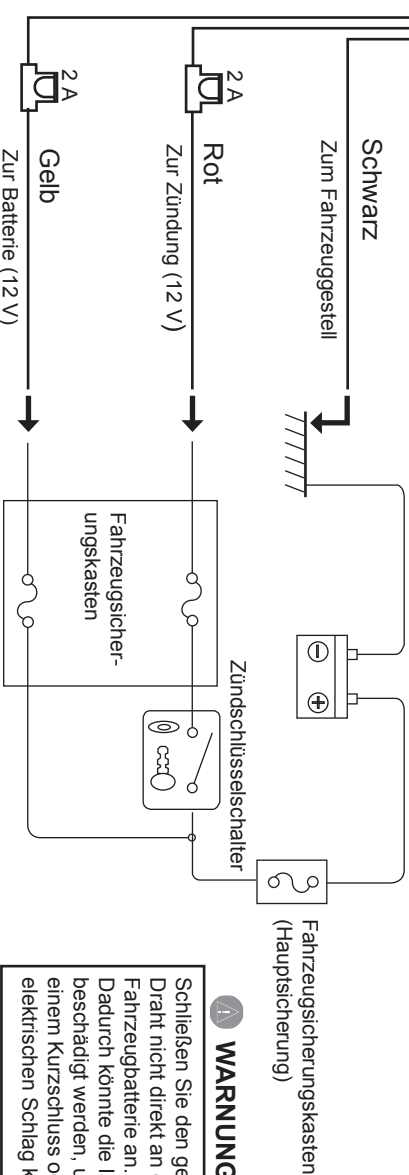 Schwarz
Zum Fahrzeuggestell
2 A
Rot
Zur Zündung (12 V)
2 A
Gelb
Zur Batterie (12 V)
Fahrzeugsicher-
ungskasten
Zündschlüsselschalter
Fahrzeugsicherungskasten
(Hauptsicherung)
WARNUNG
Schließen Sie den
Draht nicht direkt an
Fahrzeugbatterie an.
Dadurch könnte die
beschädigt werden,
einem Kurzschluss
elektrischen Schlag